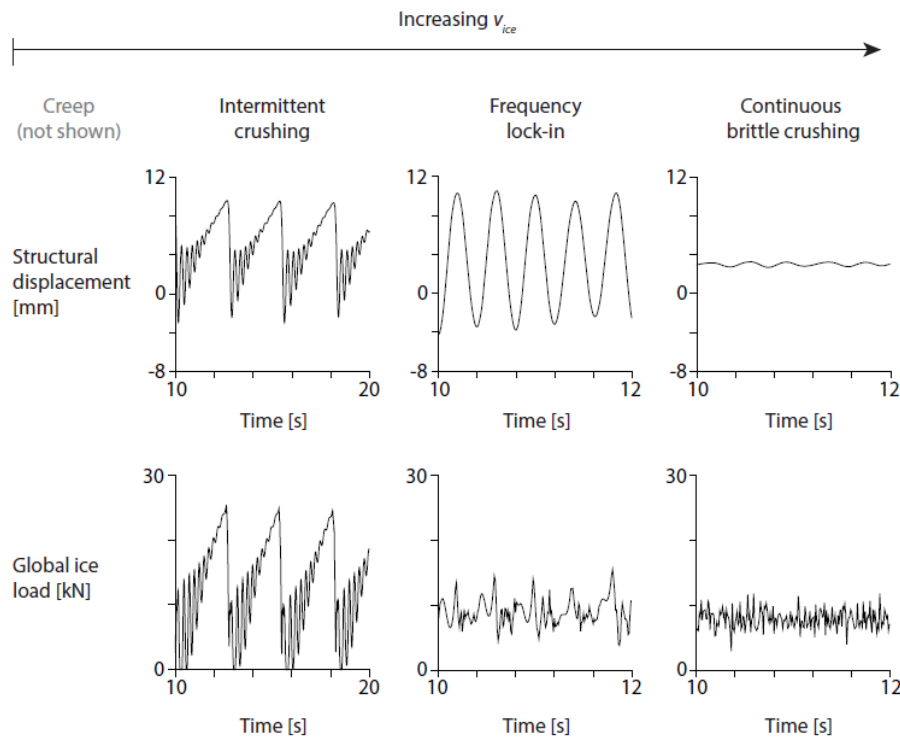 Increasing v_ice
Creep
(not shown)
Intermittent
crushing
Frequency
lock-in
Continuous
brittle crushing
Structural
displacement
[mm]
12
0
-8
10
20
Time [s]
12
0
-8
10
12
Time [s]
12
0
-8
10
12
Time [s]
Global ice
load [kN]
30
0
10
20
Time [s]
30
0
10
12
Time [s]
30
0
10
12
Time [s]